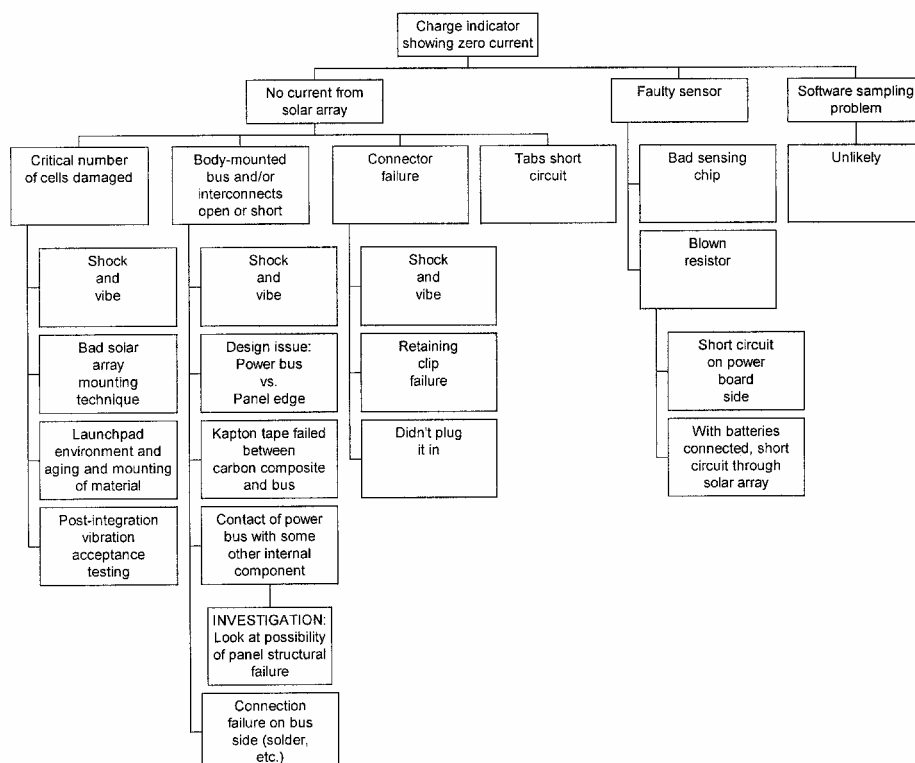 Charge indicator
showing zero current
No current from
solar array
Faulty sensor
Software sampling
problem
Critical number
of cells damaged
Body-mounted
bus and/or
interconnects
open or short
Connector
failure
Tabs short
circuit
Bad sensing
chip
Unlikely
Shock
and
vibe
Shock
and
vibe
Shock
and
vibe
Blown
resistor
Bad solar
array
mounting
technique
Design issue:
Power bus
vs.
Panel edge
Retaining
clip
failure
Short circuit
on power
board
side
Launchpad
environment and
aging and mounting
of material
Kapton tape failed
between
carbon composite
and bus
Didn't plug
it in
With batteries
connected, short
circuit through
solar array
Post-integration
vibration
acceptance
testing
Contact of power
bus with some
other internal
component
INVESTIGATION:
Look at possibility
of panel structural
failure
Connection
failure on bus
side (solder,
etc.)